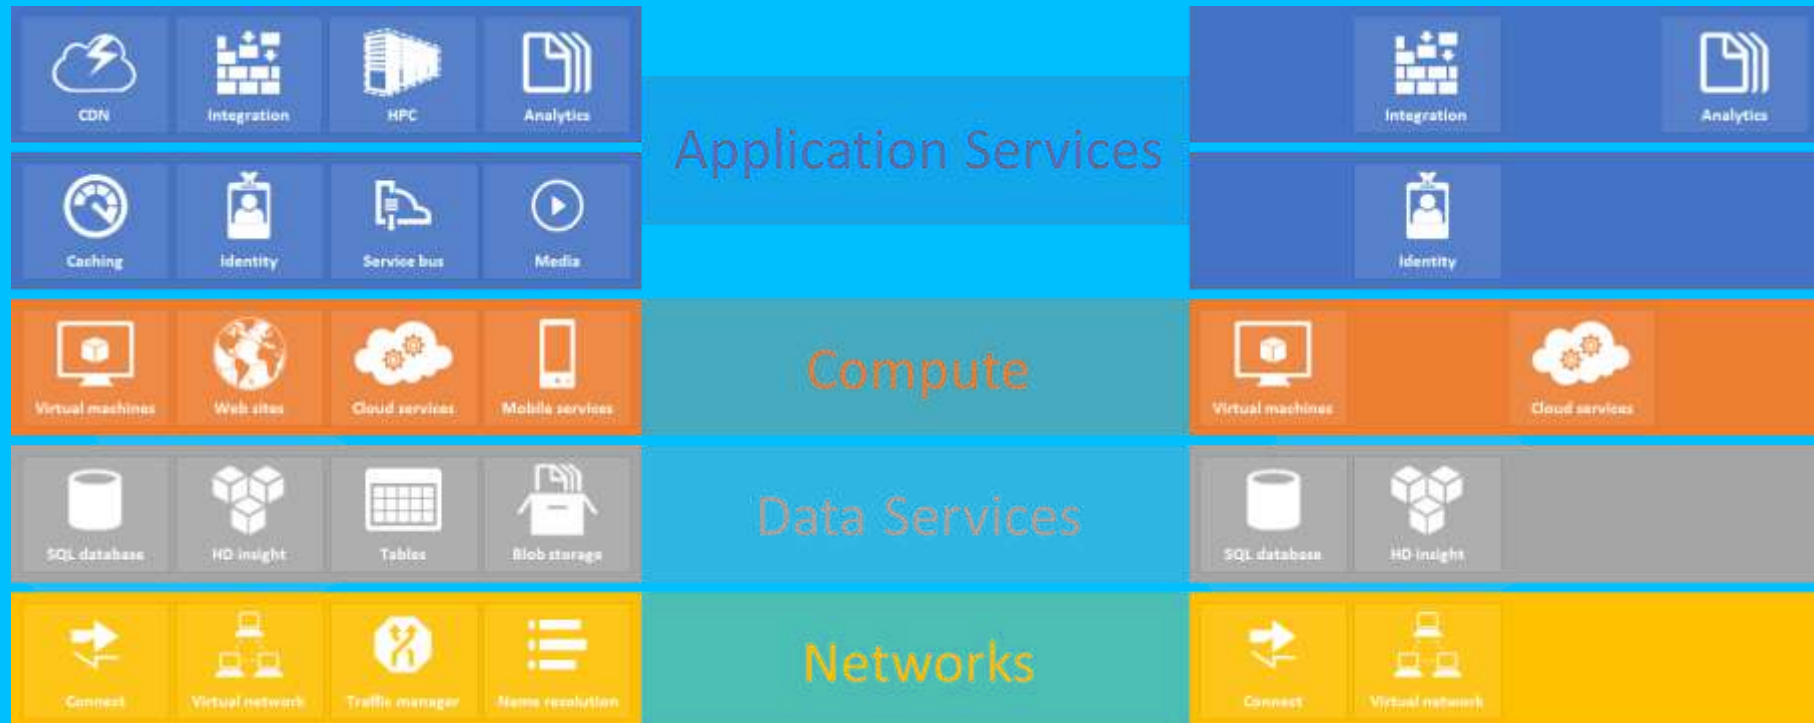 CDN Integration HPC Analytics
Caching Identity Service bus Media
Virtual machines Web sites Cloud services Mobile services
SQL database HD insight Tables Blob storage
Connect Virtual network Traffic manager Name resolution
Application Services
Compute
Data Services
Networks
Integration Analytics
Identity
Virtual machines Cloud services
SQL database HD insight
Connect Virtual network